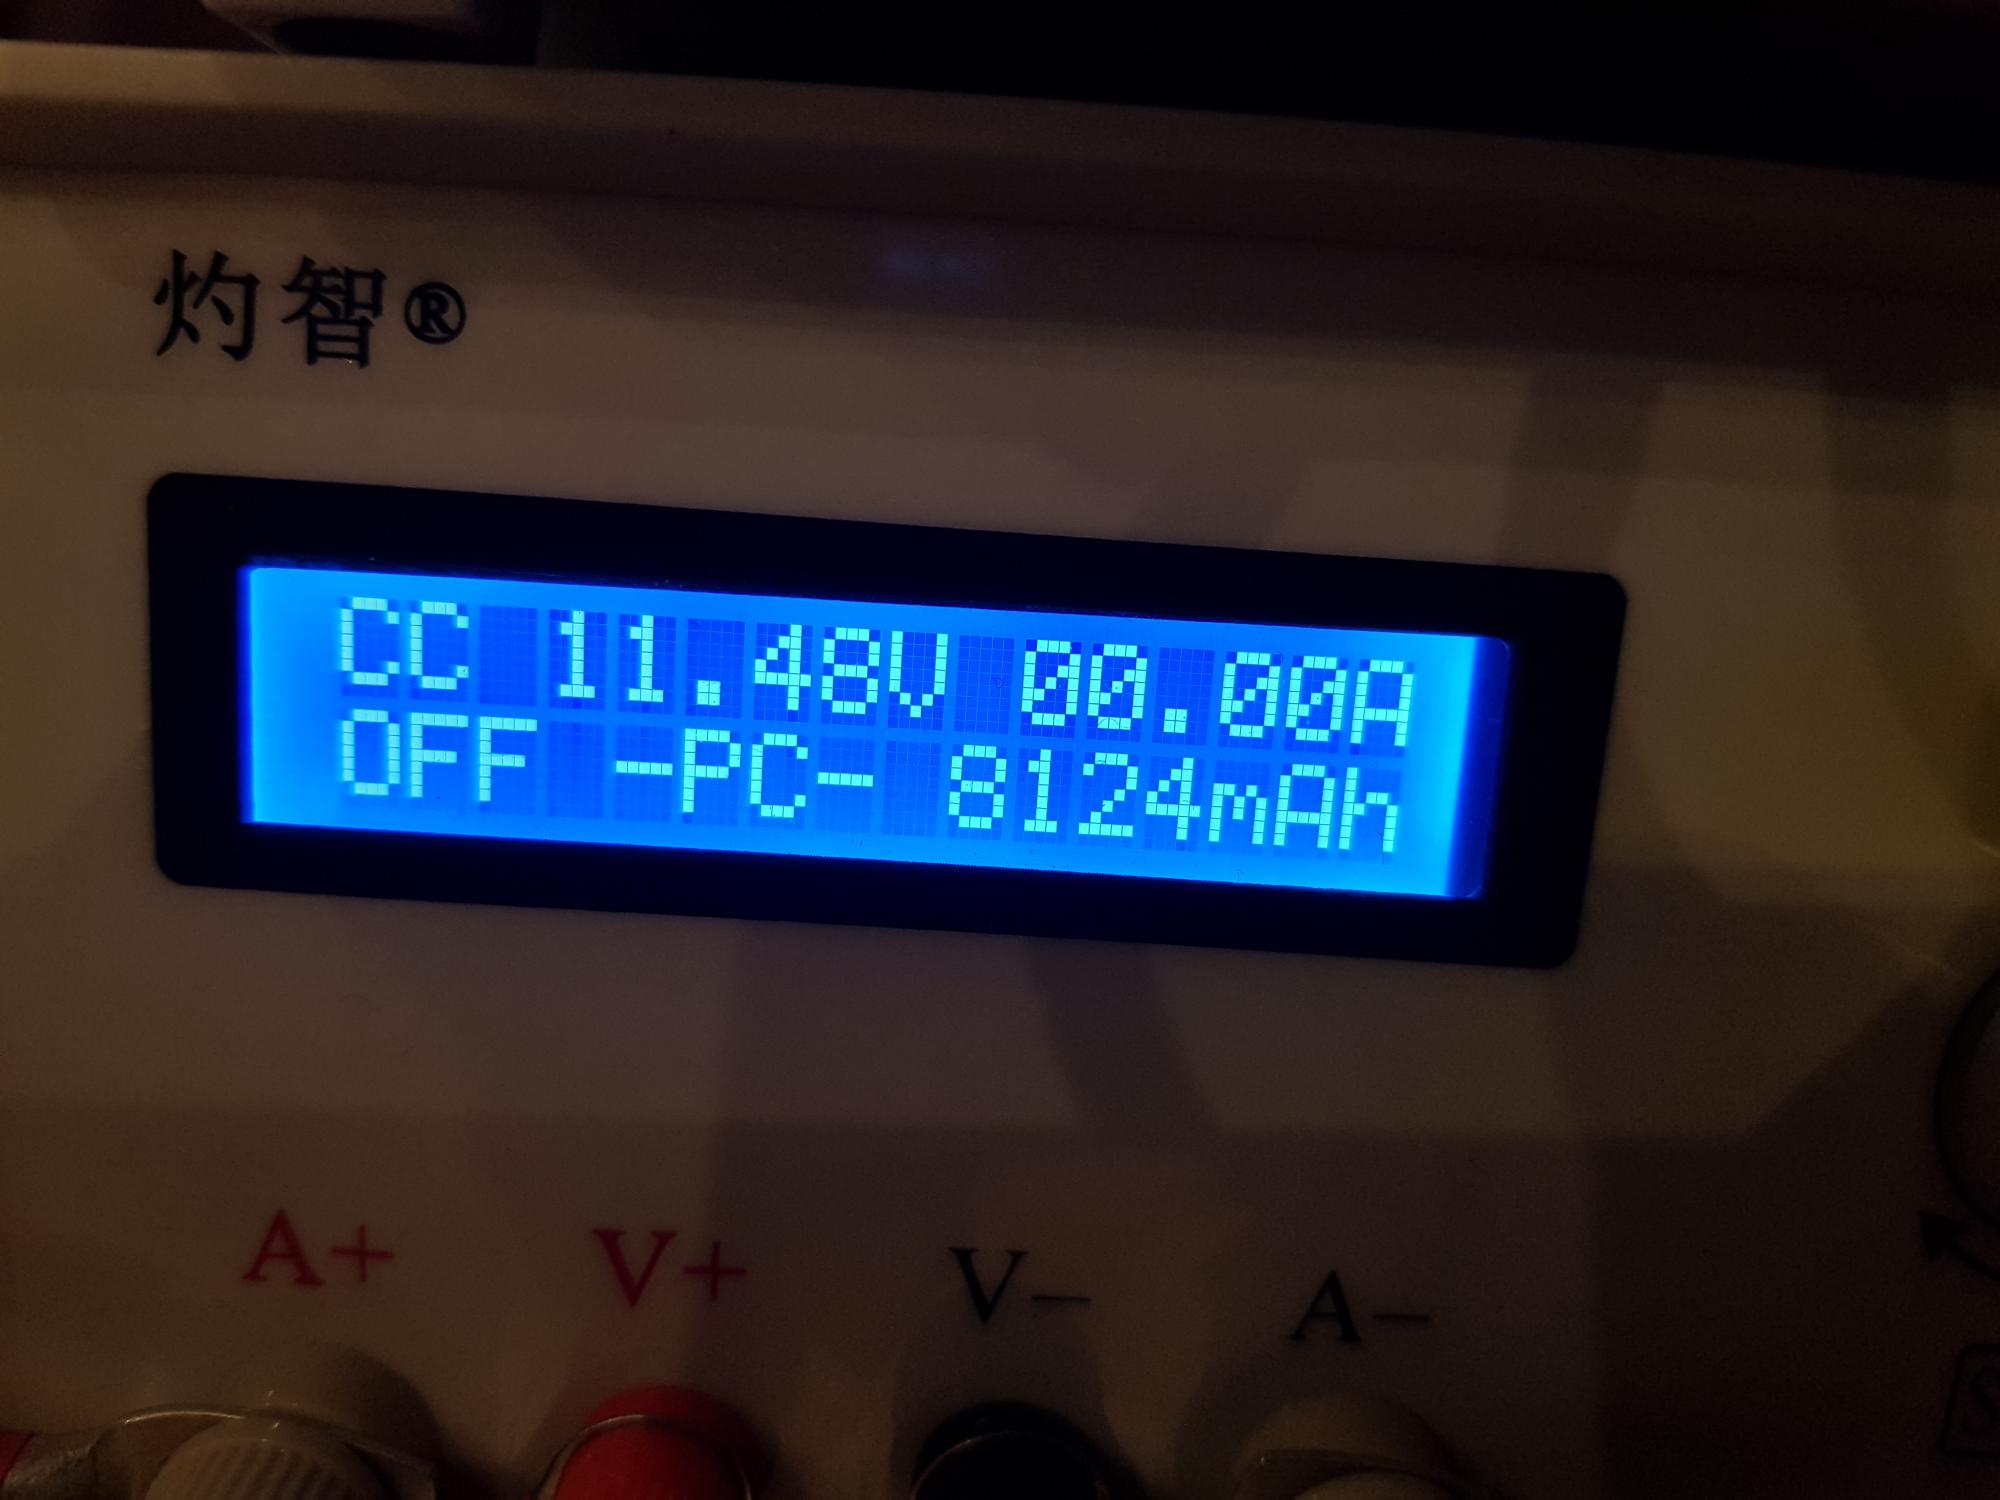 灼智®
CC 11.48V 00.00A
OFF -PC- 8124mAh
A+ V+ V- A-